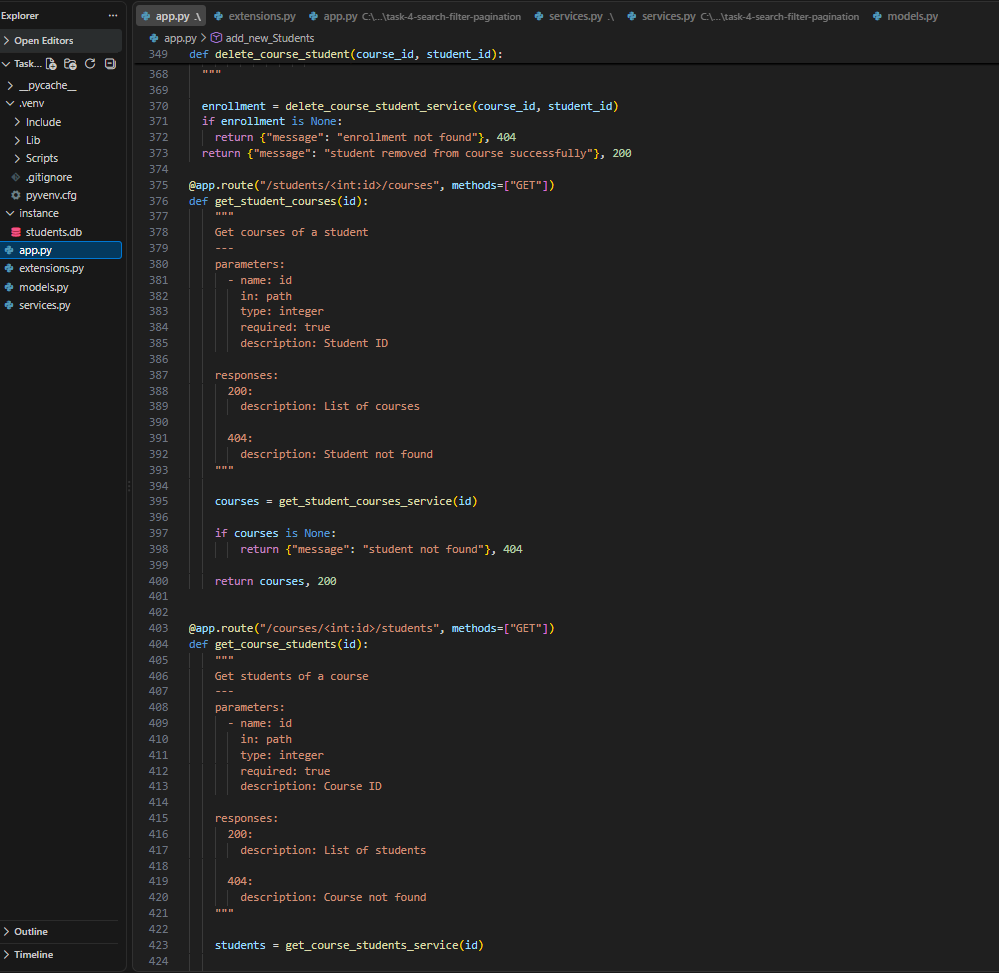 Explorer
Open Editors
Task...
__pycache__
.venv
Include
Lib
Scripts
.gitignore
pyvenv.cfg
instance
students.db
app.py
extensions.py
models.py
services.py
Outline
Timeline
app.py .\ extensions.py app.py C:\...\task-4-search-filter-pagination services.py .\ services.py C:\...\task-4-search-filter-pagination models.py
app.py > add_new_Students
349 def delete_course_student(course_id, student_id):
368 """
369
370 enrollment = delete_course_student_service(course_id, student_id)
371 if enrollment is None:
372 return {"message": "enrollment not found"}, 404
373 return {"message": "student removed from course successfully"}, 200
374
375 @app.route("/students/<int:id>/courses", methods=["GET"])
376 def get_student_courses(id):
377 """
378 Get courses of a student
379 ---
380 parameters:
381 - name: id
382 in: path
383 type: integer
384 required: true
385 description: Student ID
386
387 responses:
388 200:
389 description: List of courses
390
391 404:
392 description: Student not found
393 """
394
395 courses = get_student_courses_service(id)
396
397 if courses is None:
398 return {"message": "student not found"}, 404
399
400 return courses, 200
401
402
403 @app.route("/courses/<int:id>/students", methods=["GET"])
404 def get_course_students(id):
405 """
406 Get students of a course
407 ---
408 parameters:
409 - name: id
410 in: path
411 type: integer
412 required: true
413 description: Course ID
414
415 responses:
416 200:
417 description: List of students
418
419 404:
420 description: Course not found
421 """
422
423 students = get_course_students_service(id)
424